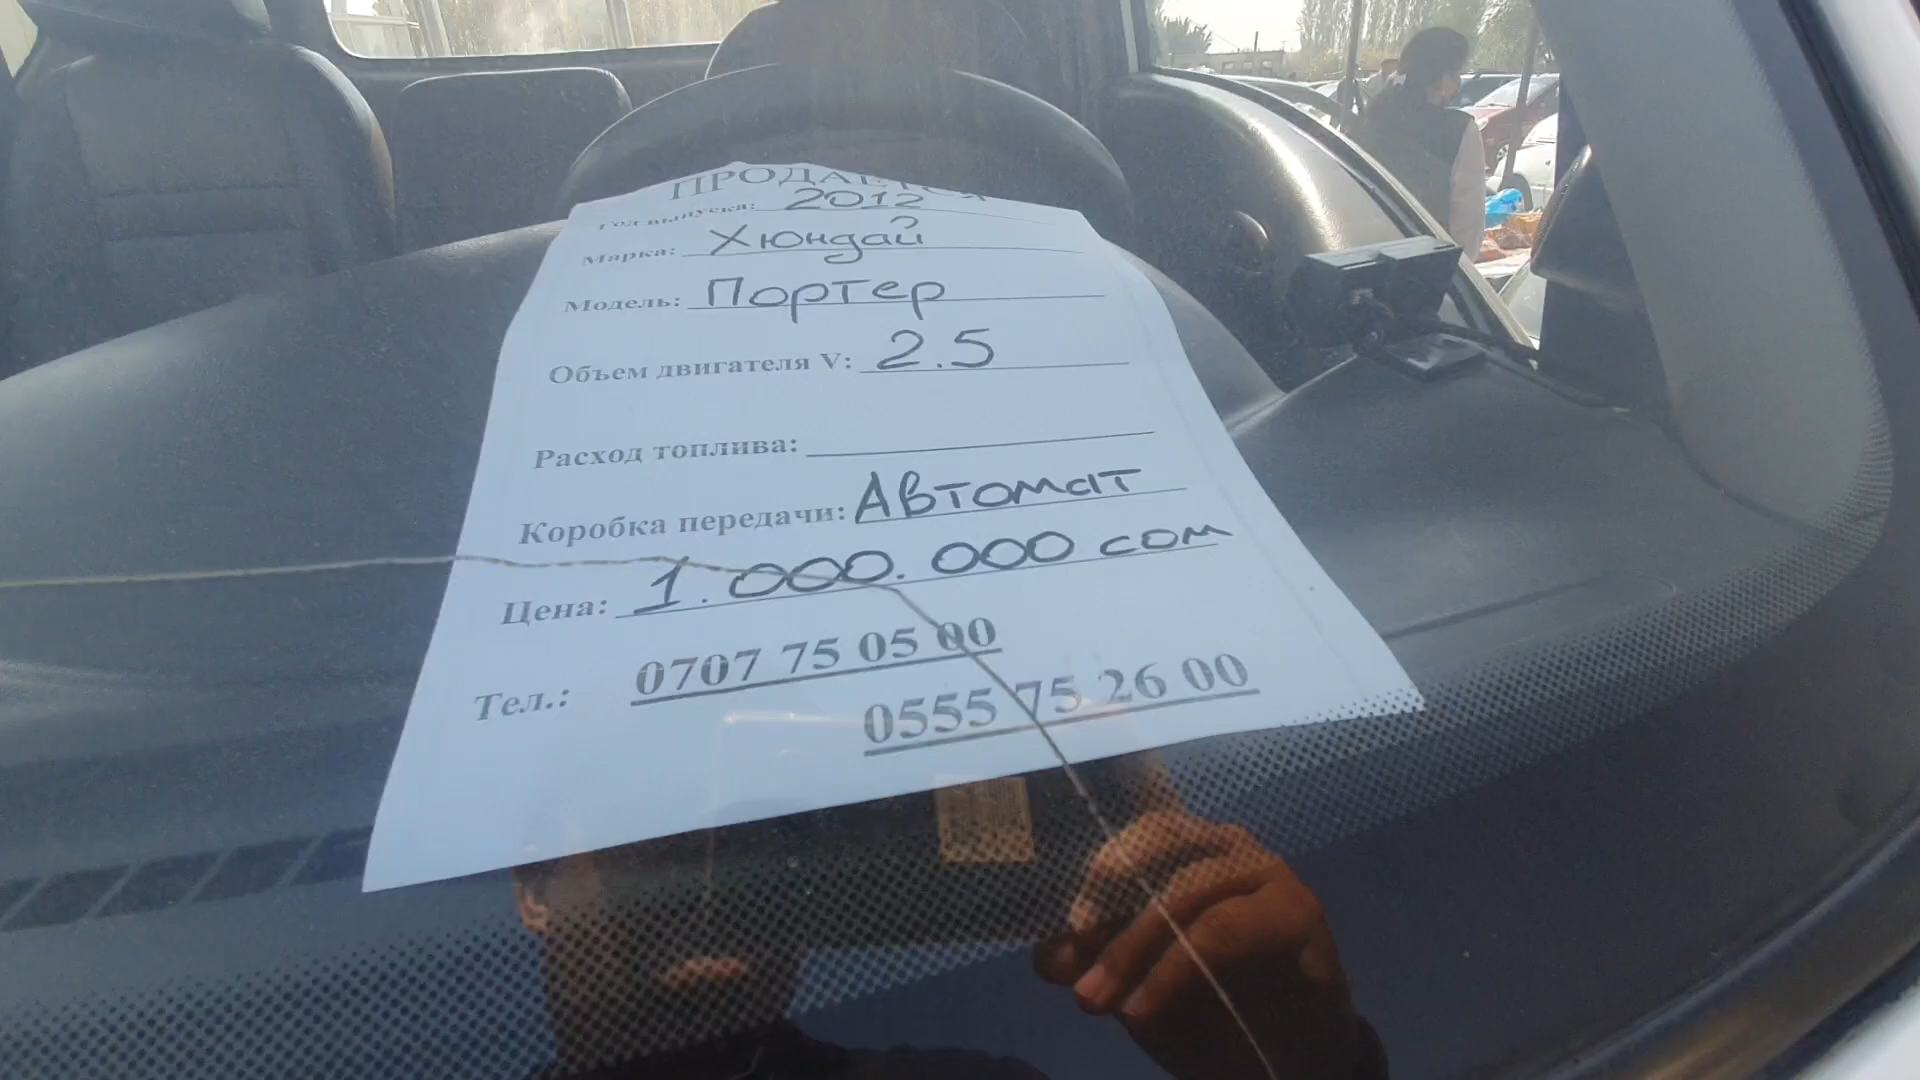 ПРОДАЕТСЯ
Год выпуска: 2012
Марка: Хюндай
Модель: Портер
Объем двигателя V: 2.5
Расход топлива:
Коробка передачи: Автомат
Цена: 1.000.000 сом
Тел.: 0707 75 05 00
0555 75 26 00